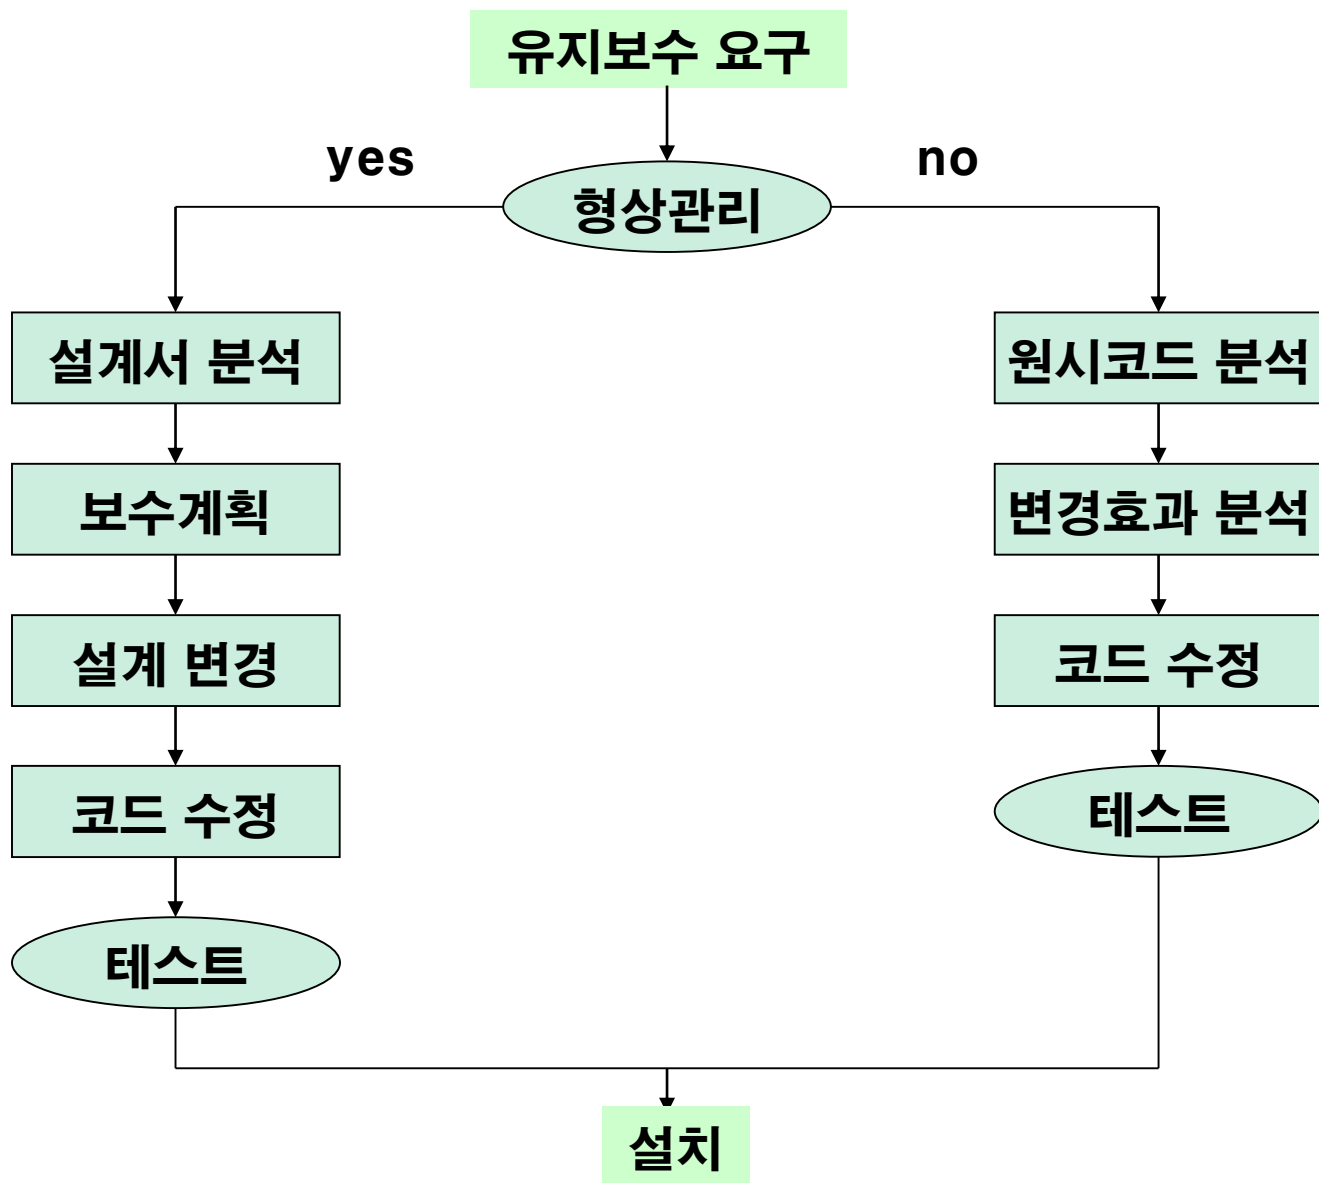 유지보수 요구
yes
no
형상관리
설계서 분석
원시코드 분석
보수계획
변경효과 분석
설계 변경
코드 수정
코드 수정
테스트
테스트
설치